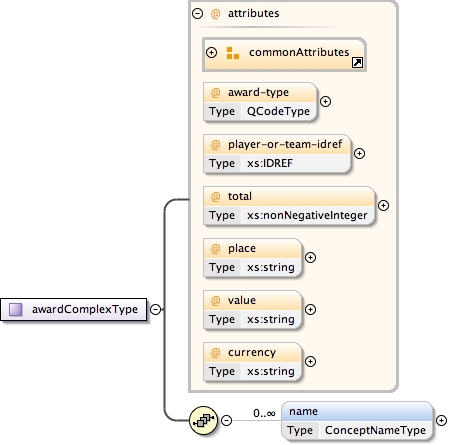 @ attributes
commonAttributes
@ award-type
Type QCodeType
@ player-or-team-idref
Type xs:IDREF
@ total
Type xs:nonNegativeInteger
@ place
Type xs:string
@ value
Type xs:string
awardComplexType
@ currency
Type xs:string
0..∞
name
Type ConceptNameType